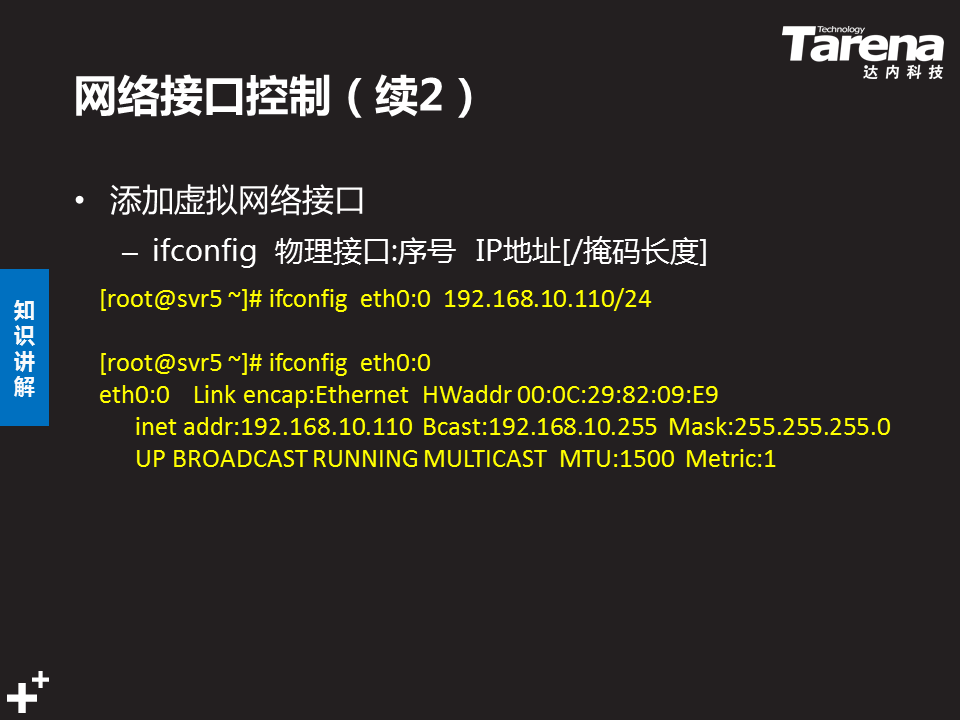 Technology
Tarena
达内科技
网络接口控制（续2）
• 添加虚拟网络接口
– ifconfig 物理接口:序号 IP地址[/掩码长度]
[root@svr5 ~]# ifconfig eth0:0 192.168.10.110/24
[root@svr5 ~]# ifconfig eth0:0
eth0:0 Link encap:Ethernet HWaddr 00:0C:29:82:09:E9
inet addr:192.168.10.110 Bcast:192.168.10.255 Mask:255.255.255.0
UP BROADCAST RUNNING MULTICAST MTU:1500 Metric:1
知识讲解